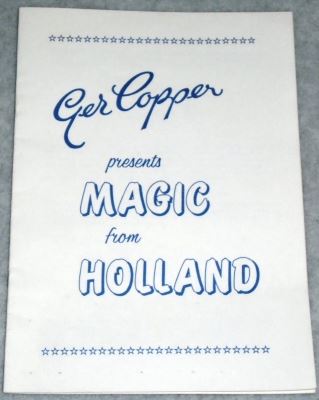 Ger Copper
presents
MAGIC
from
HOLLAND